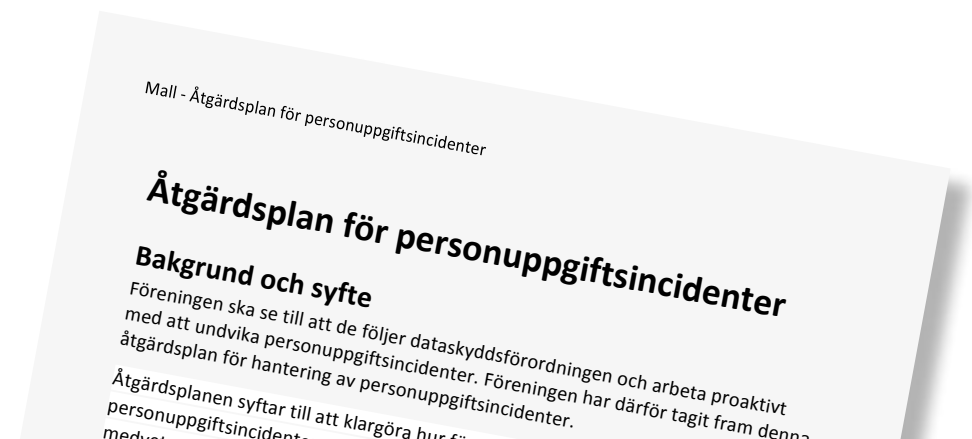 Mall - Åtgärdsplan för personuppgiftsincidenter
Åtgärdsplan för personuppgiftsincidenter
Bakgrund och syfte
Föreningen ska se till att de följer dataskyddsförordningen och arbeta proaktivt
med att undvika personuppgiftsincidenter. Föreningen har därför tagit fram denna
åtgärdsplan för hantering av personuppgiftsincidenter.
Åtgärdsplanen syftar till att klargöra hur